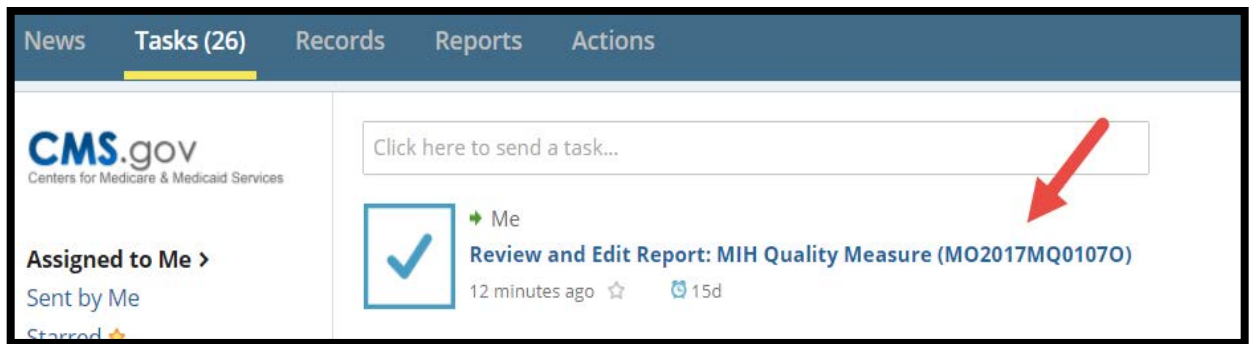 News Tasks (26) Records Reports Actions
CMS.gov
Centers for Medicare & Medicaid Services
Click here to send a task...
Me
Review and Edit Report: MIH Quality Measure (MO2017MQ0107O)
12 minutes ago 15d
Assigned to Me >
Sent by Me
Starred